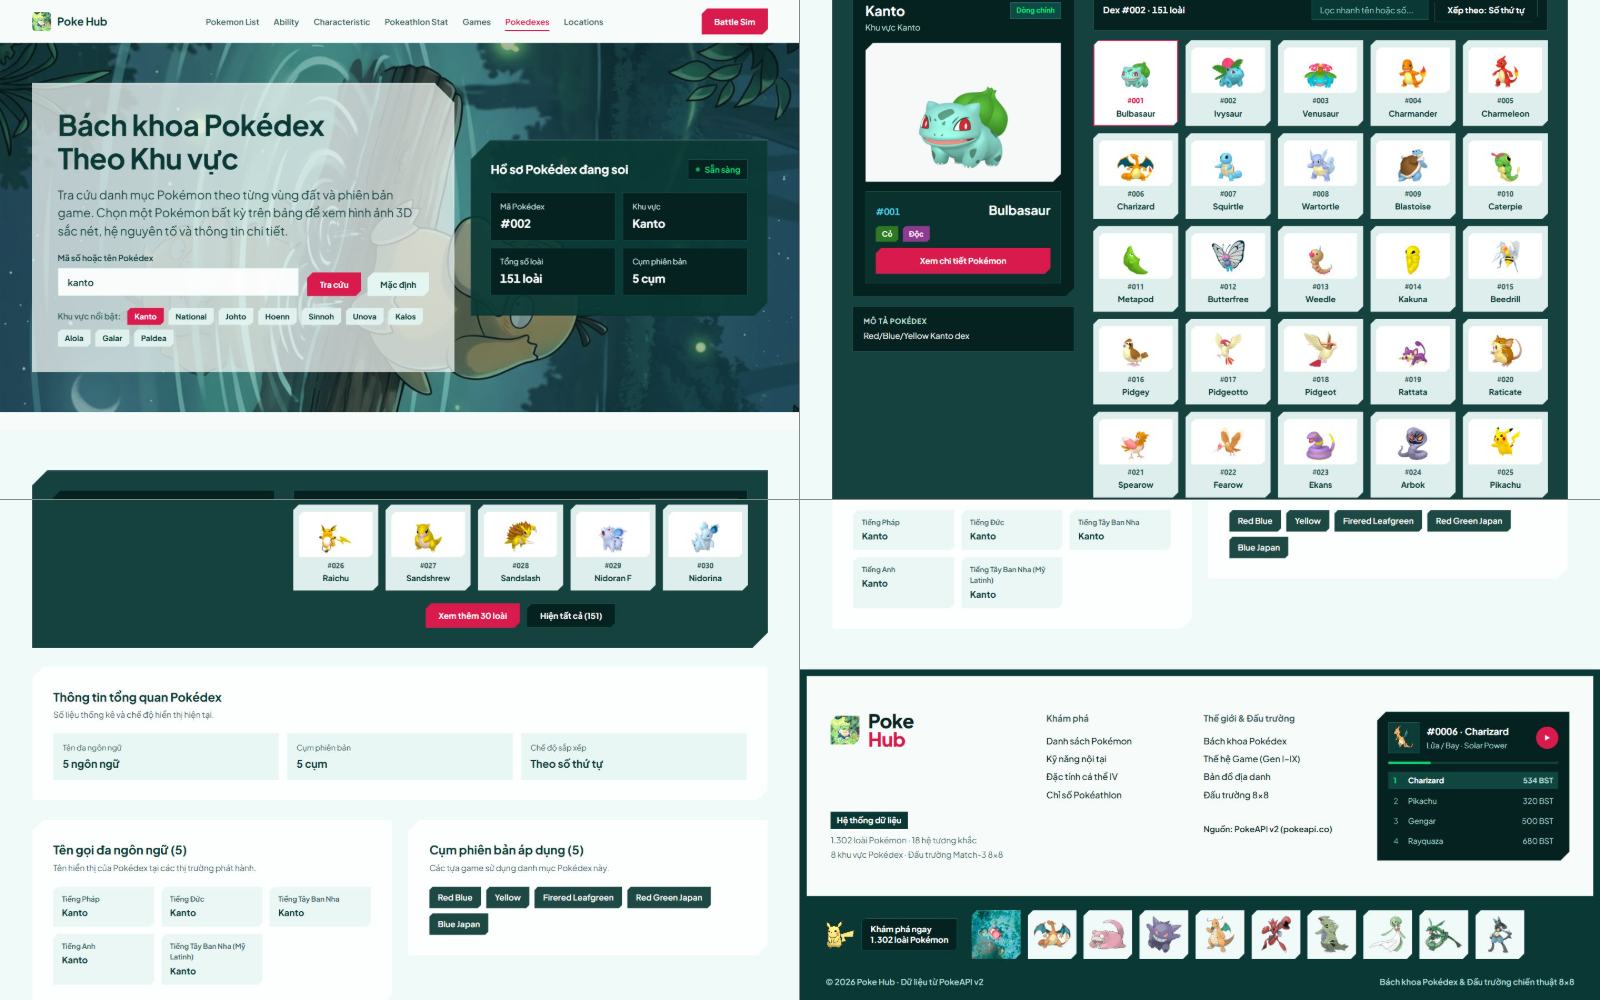 Poke Hub
Pokemon List
Ability
Characteristic
Pokeathlon Stat
Games
Pokedexes
Locations
Battle Sim
Bách khoa Pokédex
Theo Khu vực
Tra cứu danh mục Pokémon theo từng vùng đất và phiên bản
game. Chọn một Pokémon bất kỳ trên bảng để xem hình ảnh 3D
sắc nét, hệ nguyên tố và thông tin chi tiết.
Mã số hoặc tên Pokédex
kanto
Tra cứu
Mặc định
Khu vực nổi bật:
Kanto
National
Johto
Hoenn
Sinnoh
Unova
Kalos
Alola
Galar
Paldea
Hồ sơ Pokédex đang soi
Sẵn sàng
Mã Pokédex
#002
Khu vực
Kanto
Tổng số loài
151 loài
Cụm phiên bản
5 cụm
Kanto
Khu vực Kanto
Dòng chính
#001
Bulbasaur
Cỏ
Độc
Xem chi tiết Pokémon
MÔ TẢ POKÉDEX
Red/Blue/Yellow Kanto dex
Dex #002 · 151 loài
Lọc nhanh tên hoặc số...
Xếp theo: Số thứ tự
#001
Bulbasaur
#002
Ivysaur
#003
Venusaur
#004
Charmander
#005
Charmeleon
#006
Charizard
#007
Squirtle
#008
Wartortle
#009
Blastoise
#010
Caterpie
#011
Metapod
#012
Butterfree
#013
Weedle
#014
Kakuna
#015
Beedrill
#016
Pidgey
#017
Pidgeotto
#018
Pidgeot
#019
Rattata
#020
Raticate
#021
Spearow
#022
Fearow
#023
Ekans
#024
Arbok
#025
Pikachu
#026
Raichu
#027
Sandshrew
#028
Sandslash
#029
Nidoran F
#030
Nidorina
Xem thêm 30 loài
Hiện tất cả (151)
Thông tin tổng quan Pokédex
Số liệu thống kê và chế độ hiển thị hiện tại.
Tên đa ngôn ngữ
5 ngôn ngữ
Cụm phiên bản
5 cụm
Chế độ sắp xếp
Theo số thứ tự
Tên gọi đa ngôn ngữ (5)
Tên hiển thị của Pokédex tại các thị trường phát hành.
Tiếng Pháp
Kanto
Tiếng Đức
Kanto
Tiếng Tây Ban Nha
Kanto
Tiếng Anh
Kanto
Tiếng Tây Ban Nha (Mỹ
Latinh)
Kanto
Cụm phiên bản áp dụng (5)
Các tựa game sử dụng danh mục Pokédex này.
Red Blue
Yellow
Firered Leafgreen
Red Green Japan
Blue Japan
Tiếng Pháp
Kanto
Tiếng Đức
Kanto
Tiếng Tây Ban Nha
Kanto
Tiếng Anh
Kanto
Tiếng Tây Ban Nha (Mỹ
Latinh)
Kanto
Red Blue
Yellow
Firered Leafgreen
Red Green Japan
Blue Japan
Poke
Hub
Hệ thống dữ liệu
1.302 loài Pokémon · 18 hệ tương khắc
8 khu vực Pokédex · Đấu trường Match-3 8×8
Khám phá
Danh sách Pokémon
Kỹ năng nội tại
Đặc tính cá thể IV
Chỉ số Pokéathlon
Thế giới & Đấu trường
Bách khoa Pokédex
Thế hệ Game (Gen I–IX)
Bản đồ địa danh
Đấu trường 8×8
Nguồn: PokeAPI v2 (pokeapi.co)
#0006 · Charizard
Lửa / Bay · Solar Power
1 Charizard 534 BST
2 Pikachu 320 BST
3 Gengar 500 BST
4 Rayquaza 680 BST
Khám phá ngay
1.302 loài Pokémon
© 2026 Poke Hub · Dữ liệu từ PokeAPI v2
Bách khoa Pokédex & Đấu trường chiến thuật 8×8